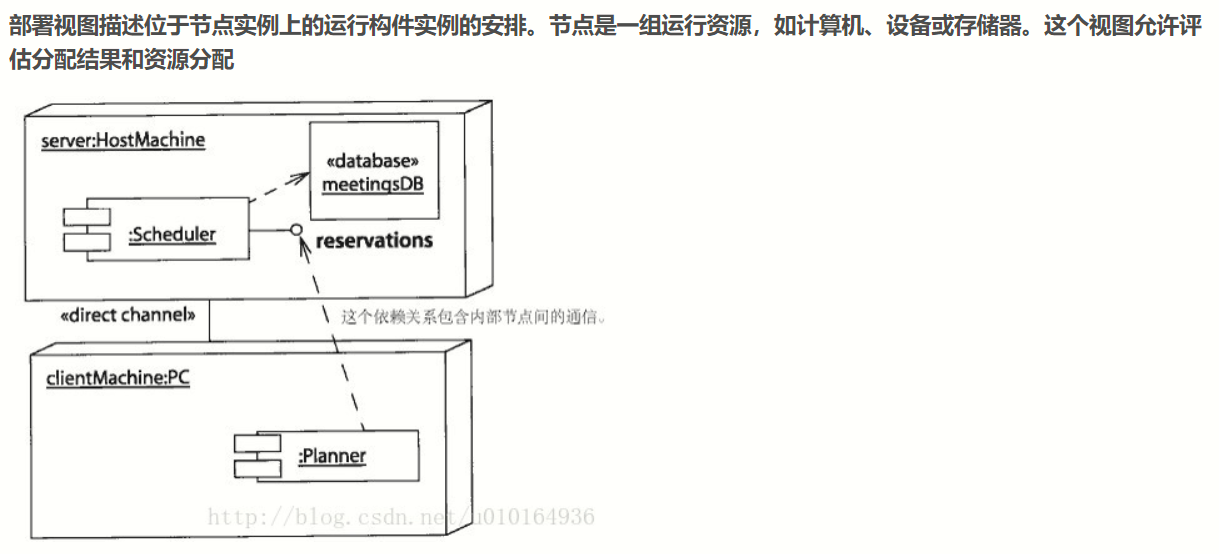 部署视图描述位于节点实例上的运行构件实例的安排。节点是一组运行资源，如计算机、设备或存储器。这个视图允许评
估分配结果和资源分配
server:HostMachine
«database»
meetingsDB
:Scheduler
reservations
«direct channel»
这个依赖关系包含内部节点间的通信。
clientMachine:PC
:Planner
http://blog.csdn.net/u010164936